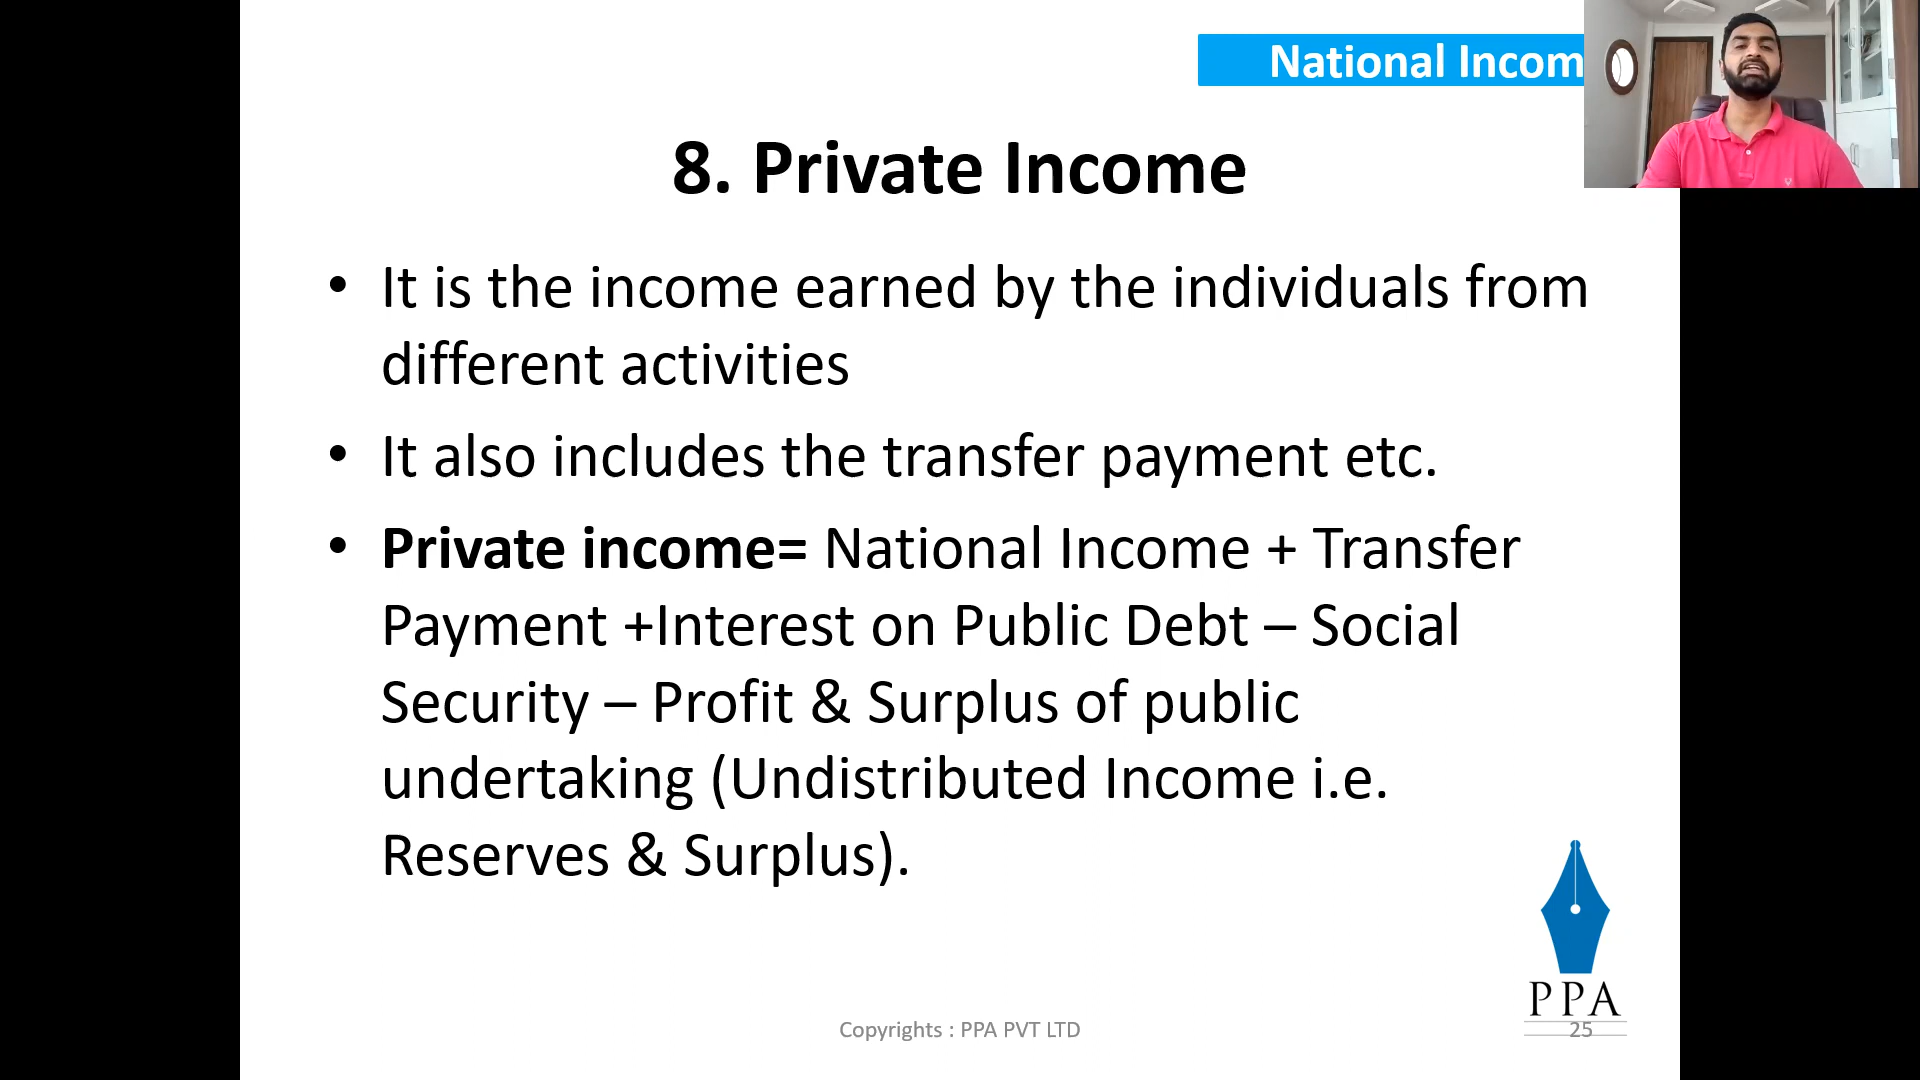 National Incom
8. Private Income
• It is the income earned by the individuals from
different activities
• It also includes the transfer payment etc.
• Private income= National Income + Transfer
Payment +Interest on Public Debt – Social
Security – Profit & Surplus of public
undertaking (Undistributed Income i.e.
Reserves & Surplus).
PPA
Copyrights : PPA PVT LTD
25